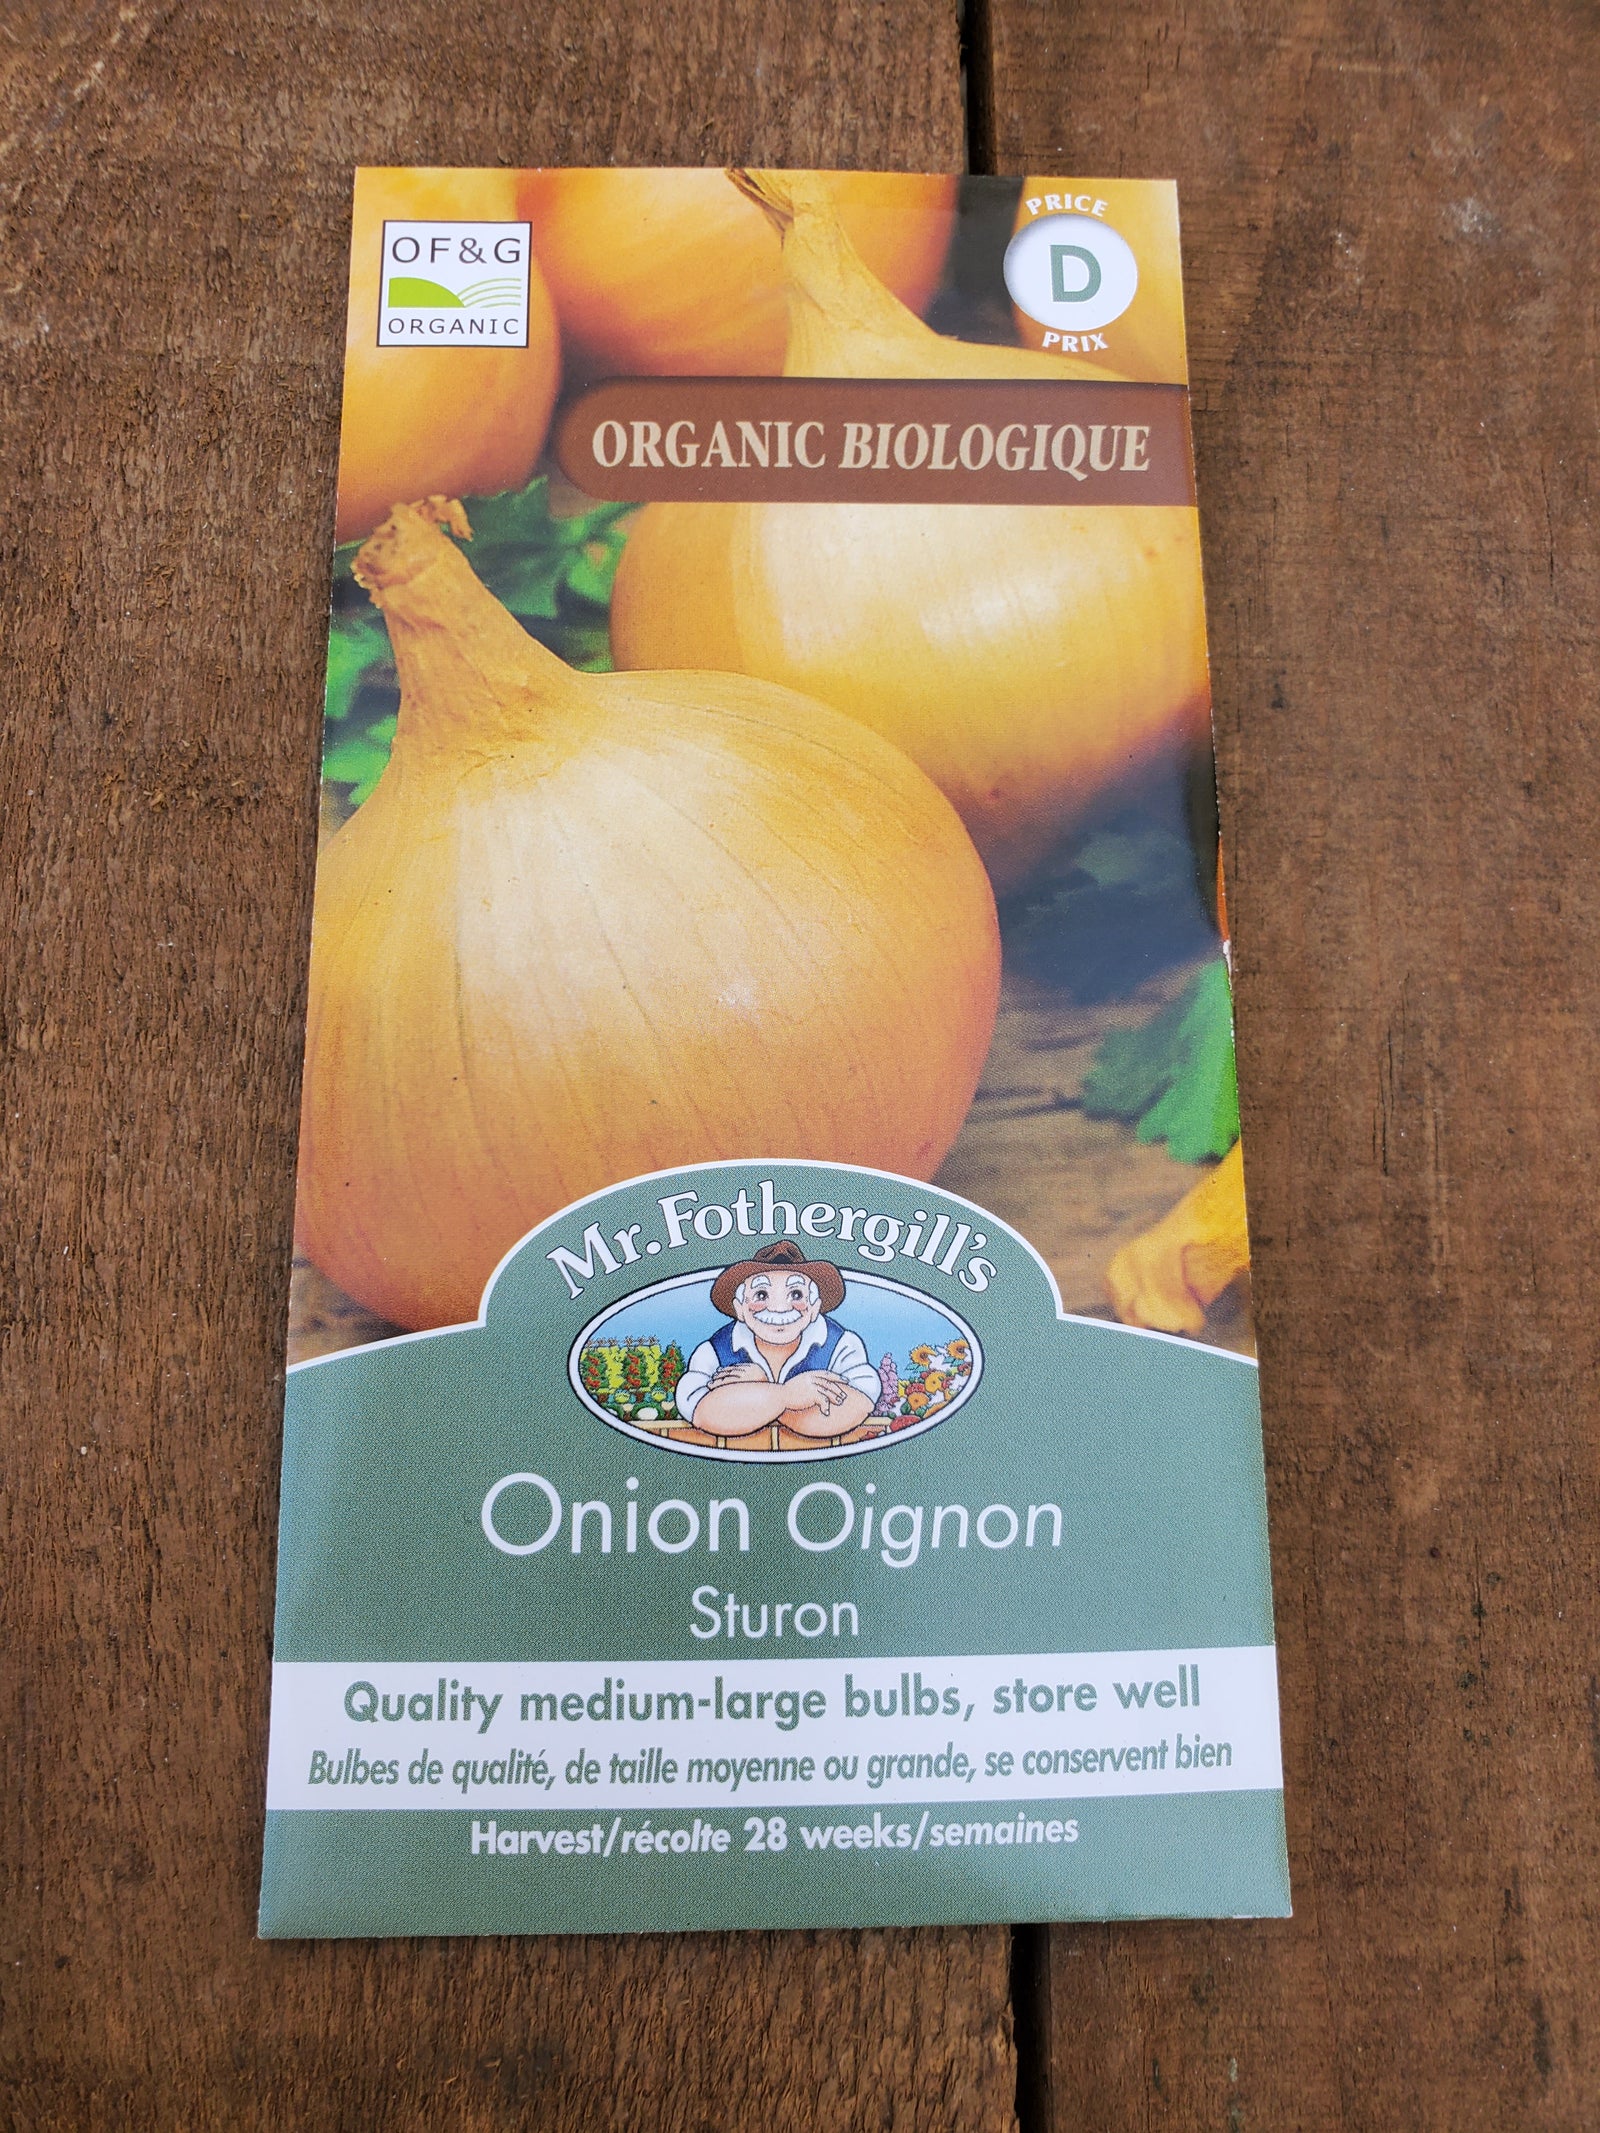 OF&G
ORGANIC
PRICE
D
PRIX
ORGANIC BIOLOGIQUE
Mr. Fothergill's
Onion Oignon
Sturon
Quality medium-large bulbs, store well
Bulbes de qualité, de taille moyenne ou grande, se conservent bien
Harvest/récolte 28 weeks/semaines